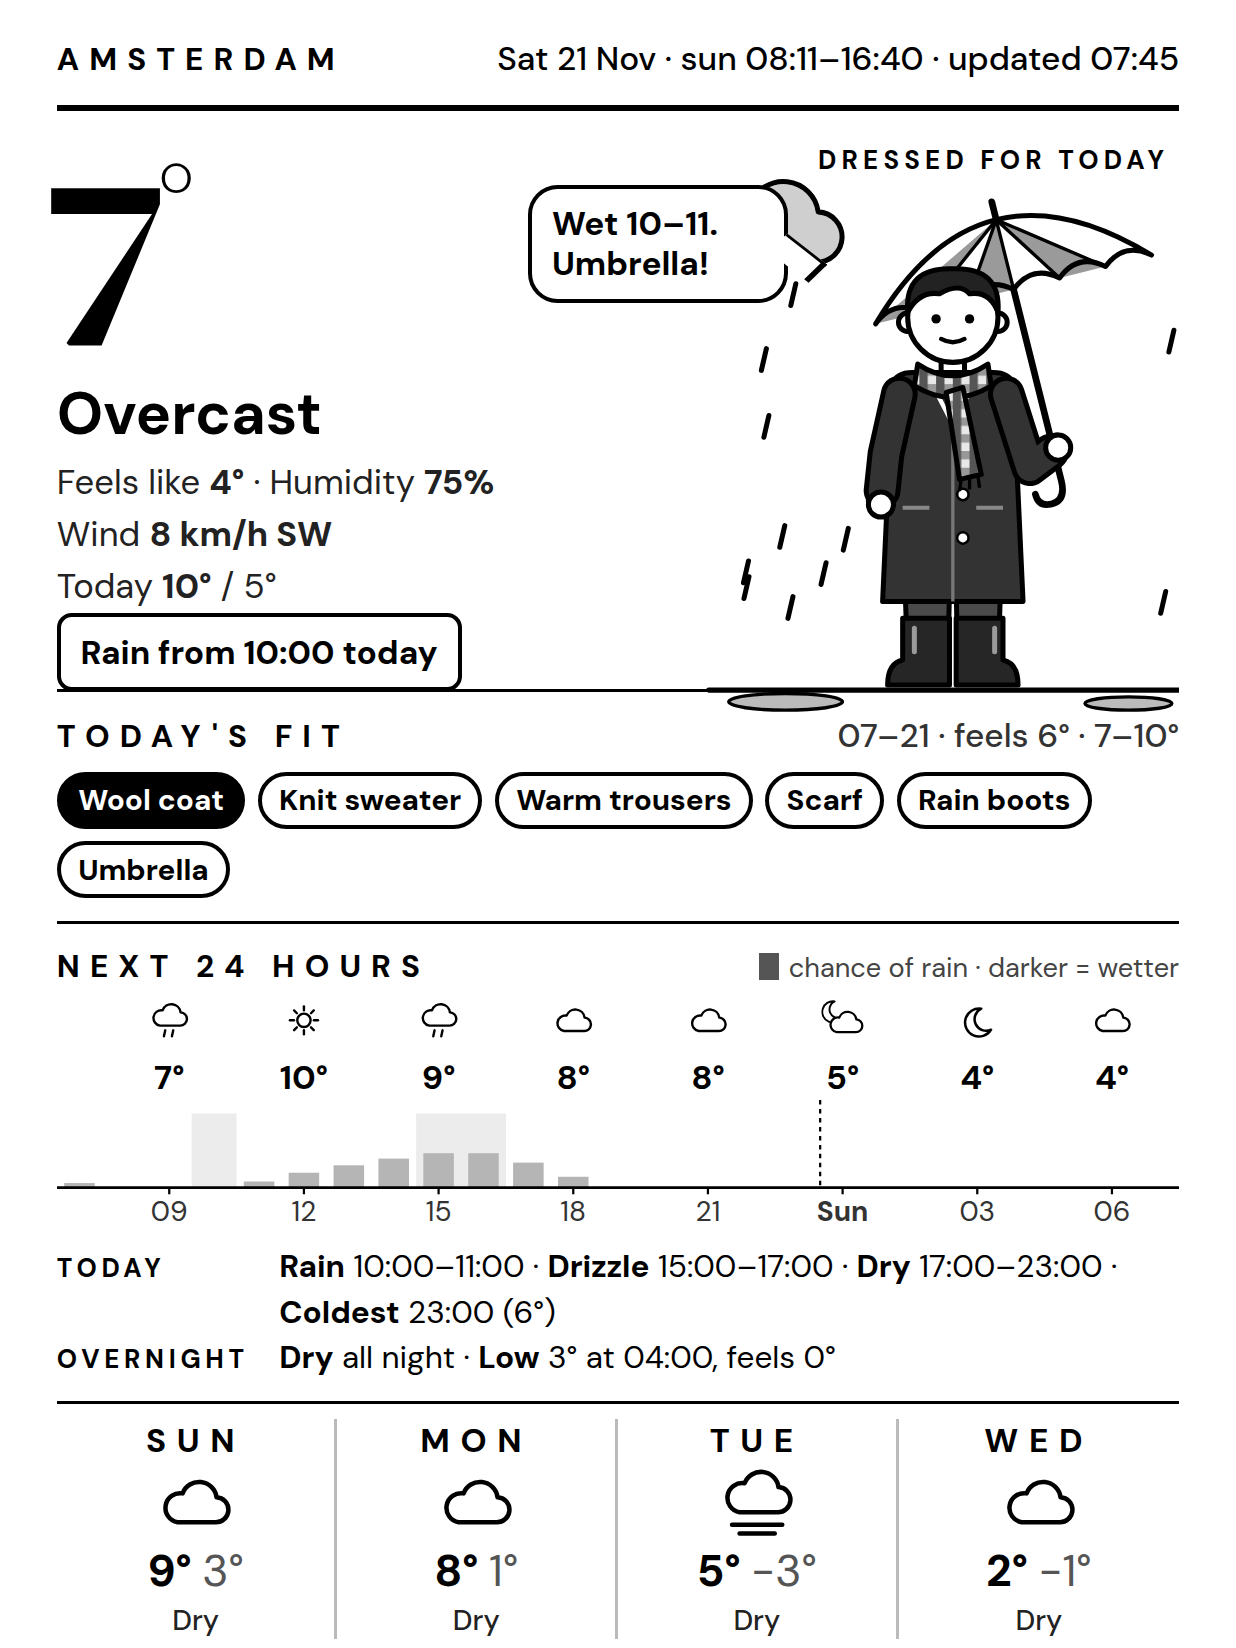 AMSTERDAM
Sat 21 Nov · sun 08:11–16:40 · updated 07:45
DRESSED FOR TODAY
7°
Wet 10–11.
Umbrella!
Overcast
Feels like 4° · Humidity 75%
Wind 8 km/h SW
Today 10° / 5°
Rain from 10:00 today
TODAY'S FIT
07–21 · feels 6° · 7–10°
Wool coat Knit sweater Warm trousers Scarf Rain boots
Umbrella
NEXT 24 HOURS
chance of rain · darker = wetter
7° 10° 9° 8° 8° 5° 4° 4°
09 12 15 18 21 Sun 03 06
TODAY Rain 10:00–11:00 · Drizzle 15:00–17:00 · Dry 17:00–23:00 ·
Coldest 23:00 (6°)
OVERNIGHT Dry all night · Low 3° at 04:00, feels 0°
SUN MON TUE WED
9° 3° 8° 1° 5° −3° 2° −1°
Dry Dry Dry Dry